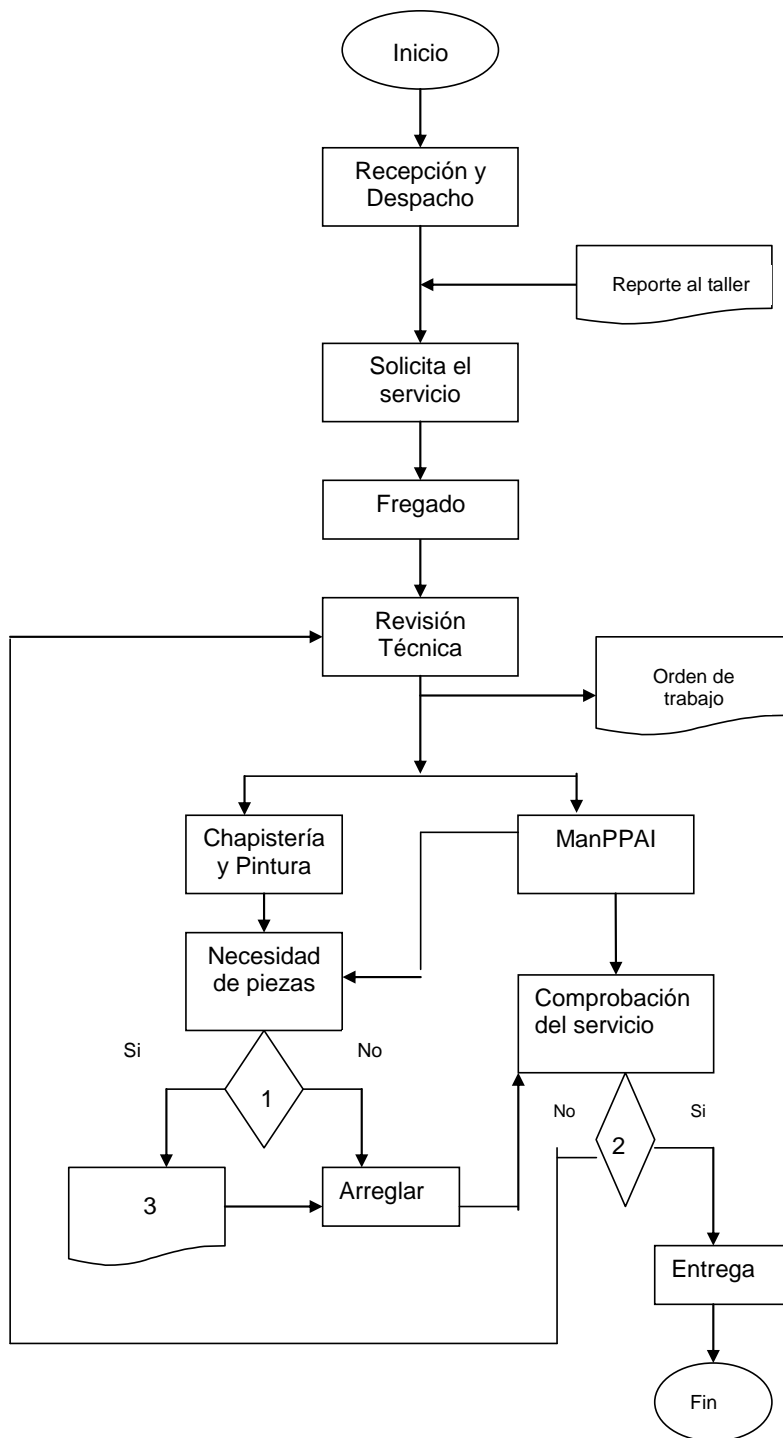 Inicio
Recepción y
Despacho
Reporte al taller
Solicita el
servicio
Fregado
Revisión
Técnica
Orden de
trabajo
Chapistería
y Pintura
ManPPAI
Necesidad
de piezas
Comprobación
del servicio
Si
No
1
No
Si
2
3
Arreglar
Entrega
Fin